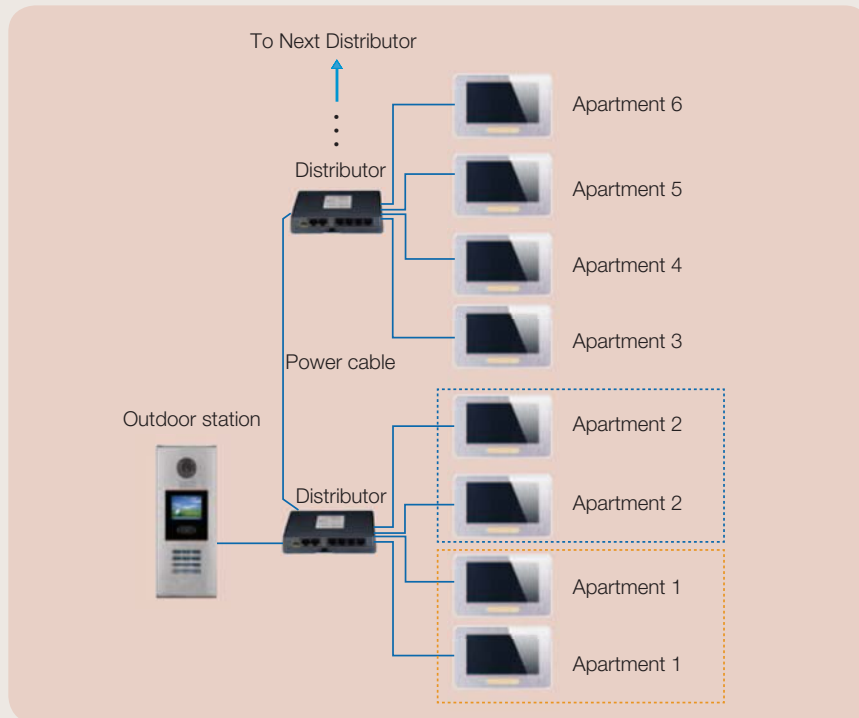 To Next Distributor
Apartment 6
Distributor
Apartment 5
Apartment 4
Apartment 3
Power cable
Outdoor station
Apartment 2
Distributor
Apartment 2
Apartment 1
Apartment 1